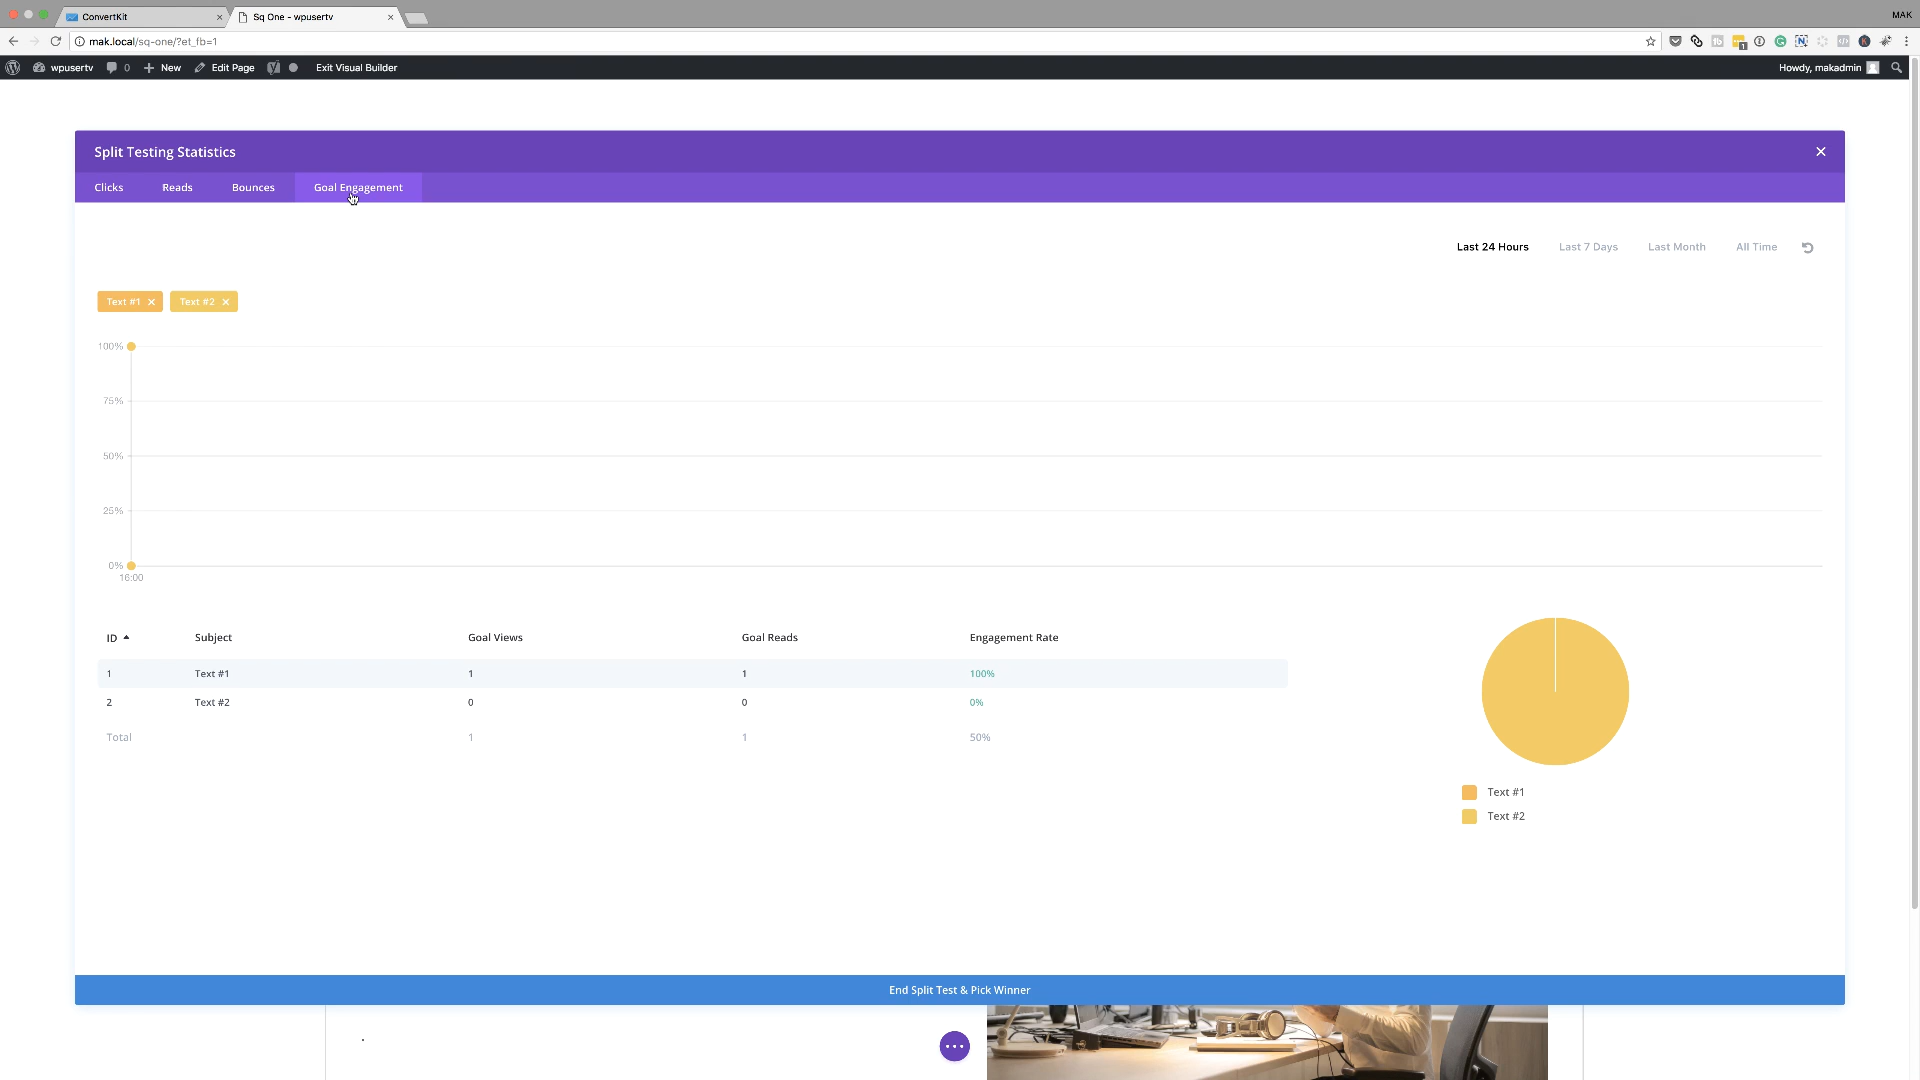 ConvertKit
Sq One - wpusertv
MAK
mak.local/sq-one/?et_fb=1
wpusertv
0
New
Edit Page
Exit Visual Builder
Howdy, makadmin
Split Testing Statistics
Clicks
Reads
Bounces
Goal Engagement
Last 24 Hours
Last 7 Days
Last Month
All Time
Text #1
Text #2
100%
75%
50%
25%
0%
16:00
ID Subject Goal Views Goal Reads Engagement Rate
1 Text #1 1 1 100%
2 Text #2 0 0 0%
Total 1 1 50%
Text #1
Text #2
End Split Test & Pick Winner